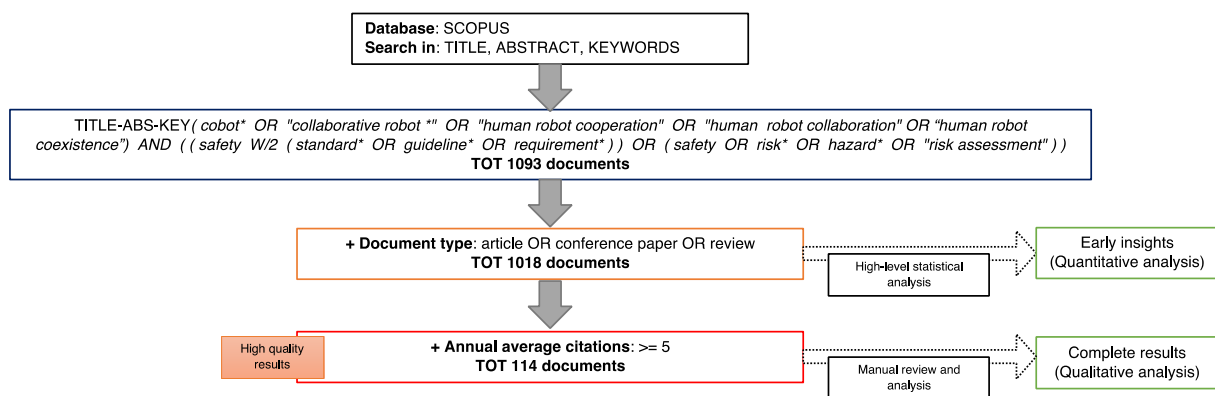 Database: SCOPUS
Search in: TITLE, ABSTRACT, KEYWORDS
TITLE-ABS-KEY( cobot* OR "collaborative robot *" OR "human robot cooperation" OR "human robot collaboration" OR “human robot
coexistence”) AND ( ( safety W/2 ( standard* OR guideline* OR requirement* ) ) OR ( safety OR risk* OR hazard* OR "risk assessment" ) )
TOT 1093 documents
+ Document type: article OR conference paper OR review
TOT 1018 documents
High-level statistical
analysis
Early insights
(Quantitative analysis)
High quality
results
+ Annual average citations: >= 5
TOT 114 documents
Manual review and
analysis
Complete results
(Qualitative analysis)